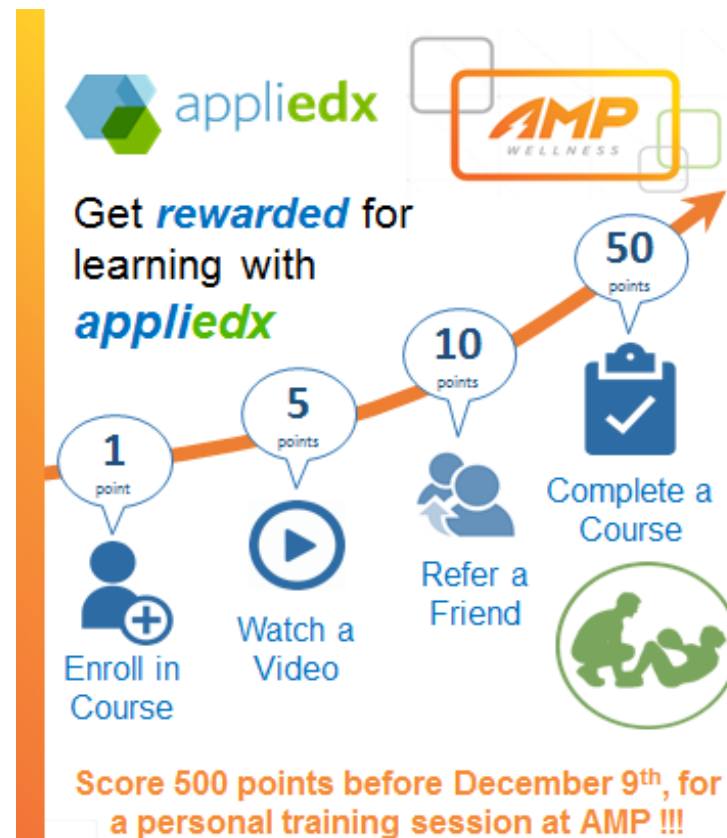 appliedx
AMP
WELLNESS
Get rewarded for
learning with
appliedx
1
point
Enroll in
Course
5
points
Watch a
Video
10
points
Refer a
Friend
50
points
Complete a
Course
Score 500 points before December 9th, for
a personal training session at AMP !!!